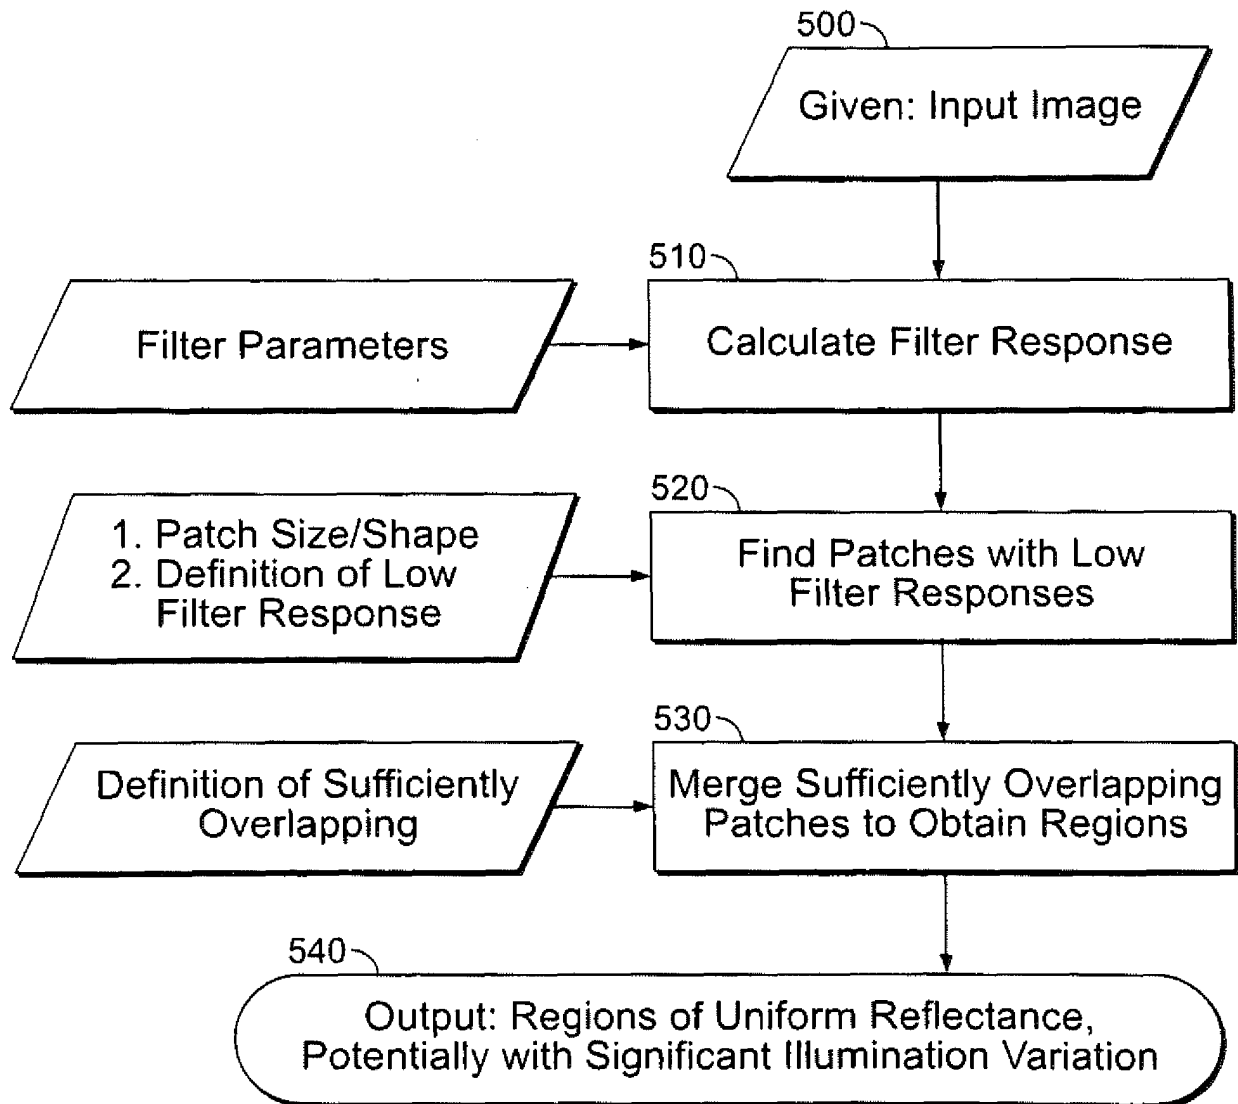 500
Given: Input Image
510
Filter Parameters
Calculate Filter Response
520
1. Patch Size/Shape
2. Definition of Low
Filter Response
Find Patches with Low
Filter Responses
530
Definition of Sufficiently
Overlapping
Merge Sufficiently Overlapping
Patches to Obtain Regions
540
Output: Regions of Uniform Reflectance,
Potentially with Significant Illumination Variation